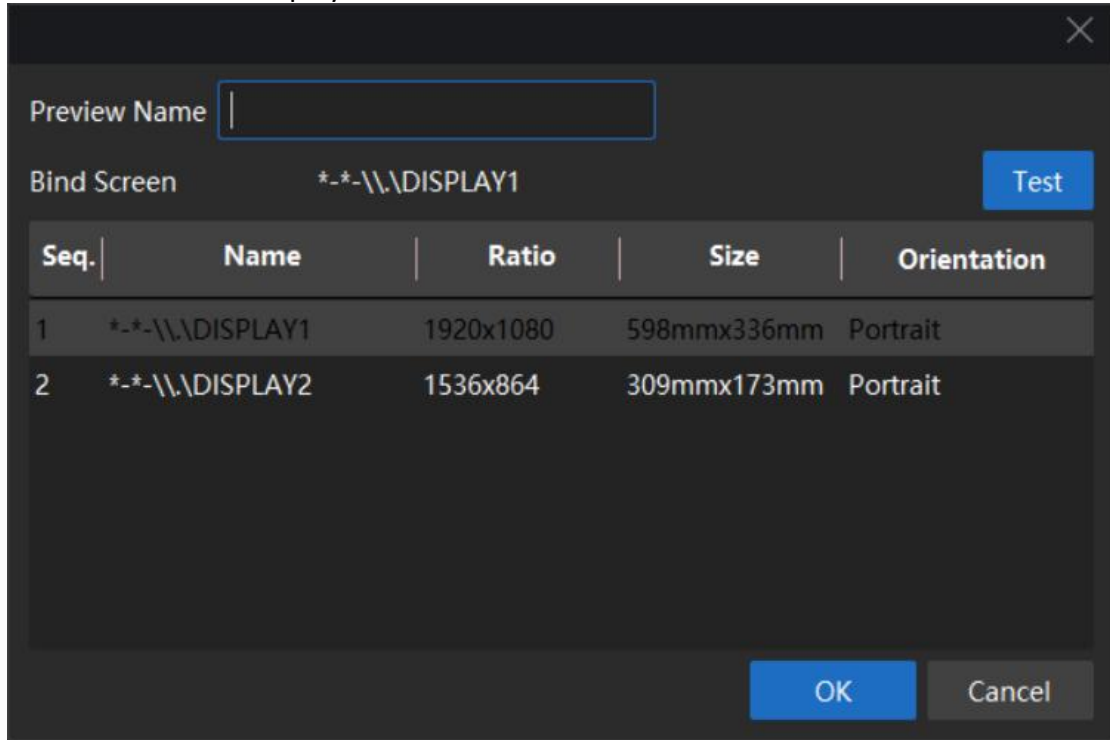 Preview Name
Bind Screen *-*-\\.\DISPLAY1 Test
Seq. Name Ratio Size Orientation
1 *-*-\\.\DISPLAY1 1920x1080 598mmx336mm Portrait
2 *-*-\\.\DISPLAY2 1536x864 309mmx173mm Portrait
OK Cancel